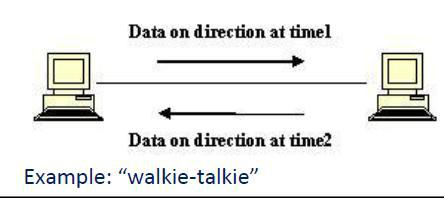 Data on direction at time1
Data on direction at time2
Example: “walkie-talkie”